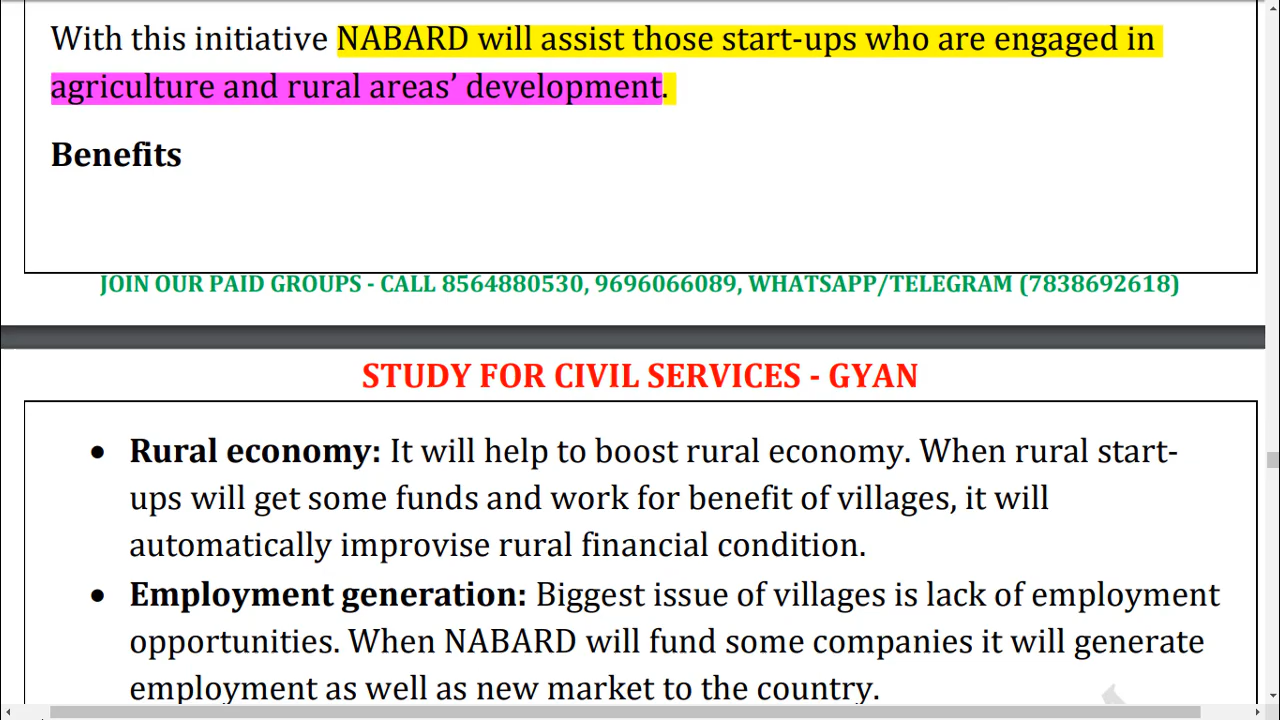 With this initiative NABARD will assist those start-ups who are engaged in
agriculture and rural areas’ development.
Benefits
JOIN OUR PAID GROUPS - CALL 8564880530, 9696066089, WHATSAPP/TELEGRAM (7838692618)
STUDY FOR CIVIL SERVICES - GYAN
• Rural economy: It will help to boost rural economy. When rural start-
ups will get some funds and work for benefit of villages, it will
automatically improvise rural financial condition.
• Employment generation: Biggest issue of villages is lack of employment
opportunities. When NABARD will fund some companies it will generate
employment as well as new market to the country.